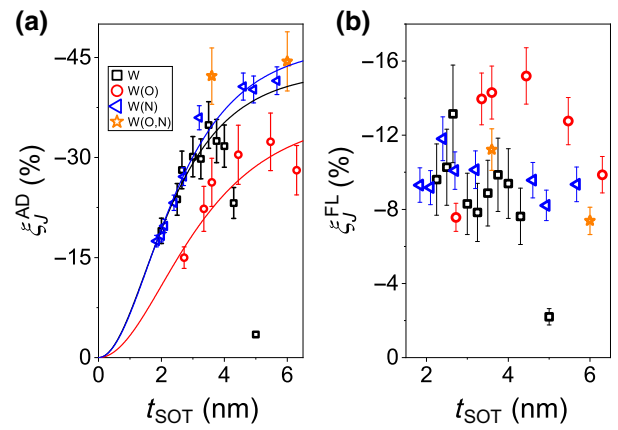 (a)
-45
-30
-15
0
ξ_J^AD (%)
W
W(O)
W(N)
W(O,N)
0 2 4 6
t_SOT (nm)
(b)
-16
-12
-8
-4
0
ξ_J^FL (%)
2 4 6
t_SOT (nm)